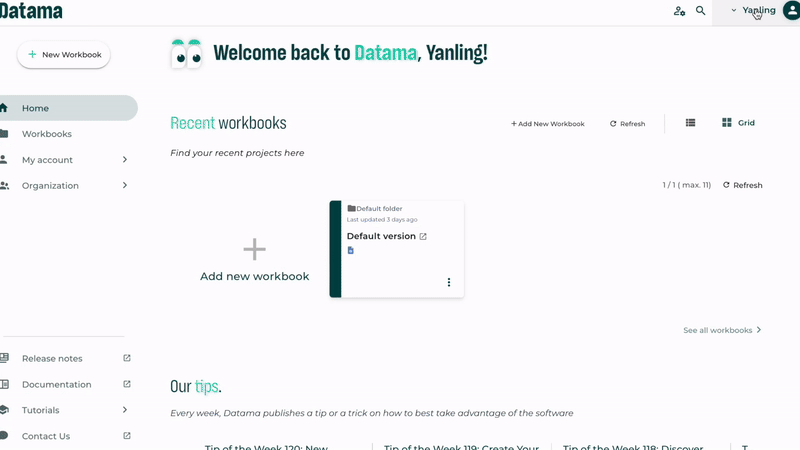 Datama
Yanling
New Workbook
Welcome back to Datama, Yanling!
Home
Workbooks
My account
Organization
Recent workbooks
+ Add New Workbook
Refresh
Grid
Find your recent projects here
1 / 1 ( max. 11)
Refresh
Default folder
Last updated 3 days ago
Default version
Add new workbook
See all workbooks
Release notes
Documentation
Tutorials
Contact Us
Our tips.
Every week, Datama publishes a tip or a trick on how to best take advantage of the software
Tip of the Week 120: New
Tip of the Week 119: Create Your
Tip of the Week 118: Discover
T